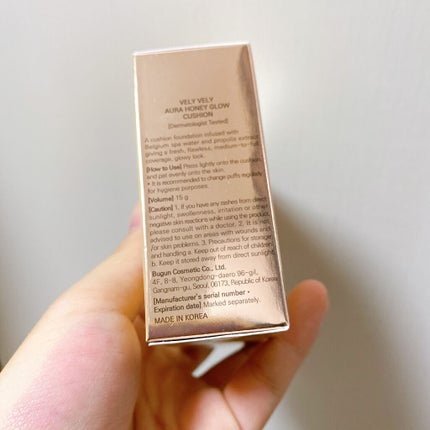 VELY VELY
AURA HONEY GLOW
CUSHION
[Dermatologist Tested]
A cushion foundation infused with
Belgium spa water and propolis extract
giving a fresh, flawless, medium-to-full
coverage, glowy look.
[How to Use] Press lightly onto the cushion,
and pat evenly onto the skin.
• It is recommended to change puffs regularly
for hygiene purposes.
[Volume] 15 g
[Caution] 1. If you have any rashes from direct
sunlight, swollenness, irritation or other
negative skin reactions while using the product,
please consult with a doctor. 2. It is not
advised to use on areas with wounds and
/or skin problems. 3. Precautions for storage
and handling a. Keep out of reach of children
b. Keep it stored away from direct sunlight.
Bugun Cosmetic Co., Ltd.
4F, 8-8, Yeongdong-daero 96-gil,
Gangnam-gu, Seoul, 06173, Republic of Korea
[Manufacturer's serial number •
Expiration date] Marked separately.
MADE IN KOREA